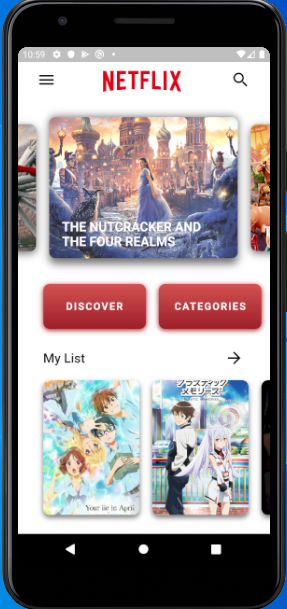 10:59
NETFLIX
THE NUTCRACKER AND
THE FOUR REALMS
DISCOVER
CATEGORIES
My List
Your lie in April
プラスティック
メモリーズ